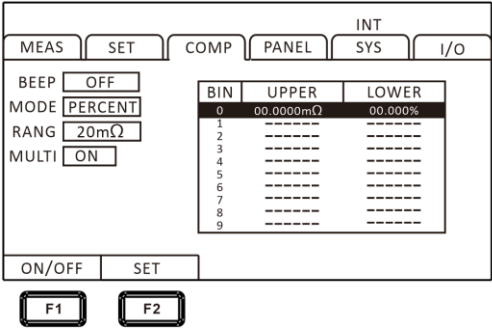 INT
MEAS SET COMP PANEL SYS I/O
BEEP OFF
MODE PERCENT
RANG 20mΩ
MULTI ON
BIN UPPER LOWER
0 00.0000mΩ 00.000%
1 ------ ------
2 ------ ------
3 ------ ------
4 ------ ------
5 ------ ------
6 ------ ------
7 ------ ------
8 ------ ------
9 ------ ------
ON/OFF SET
F1 F2